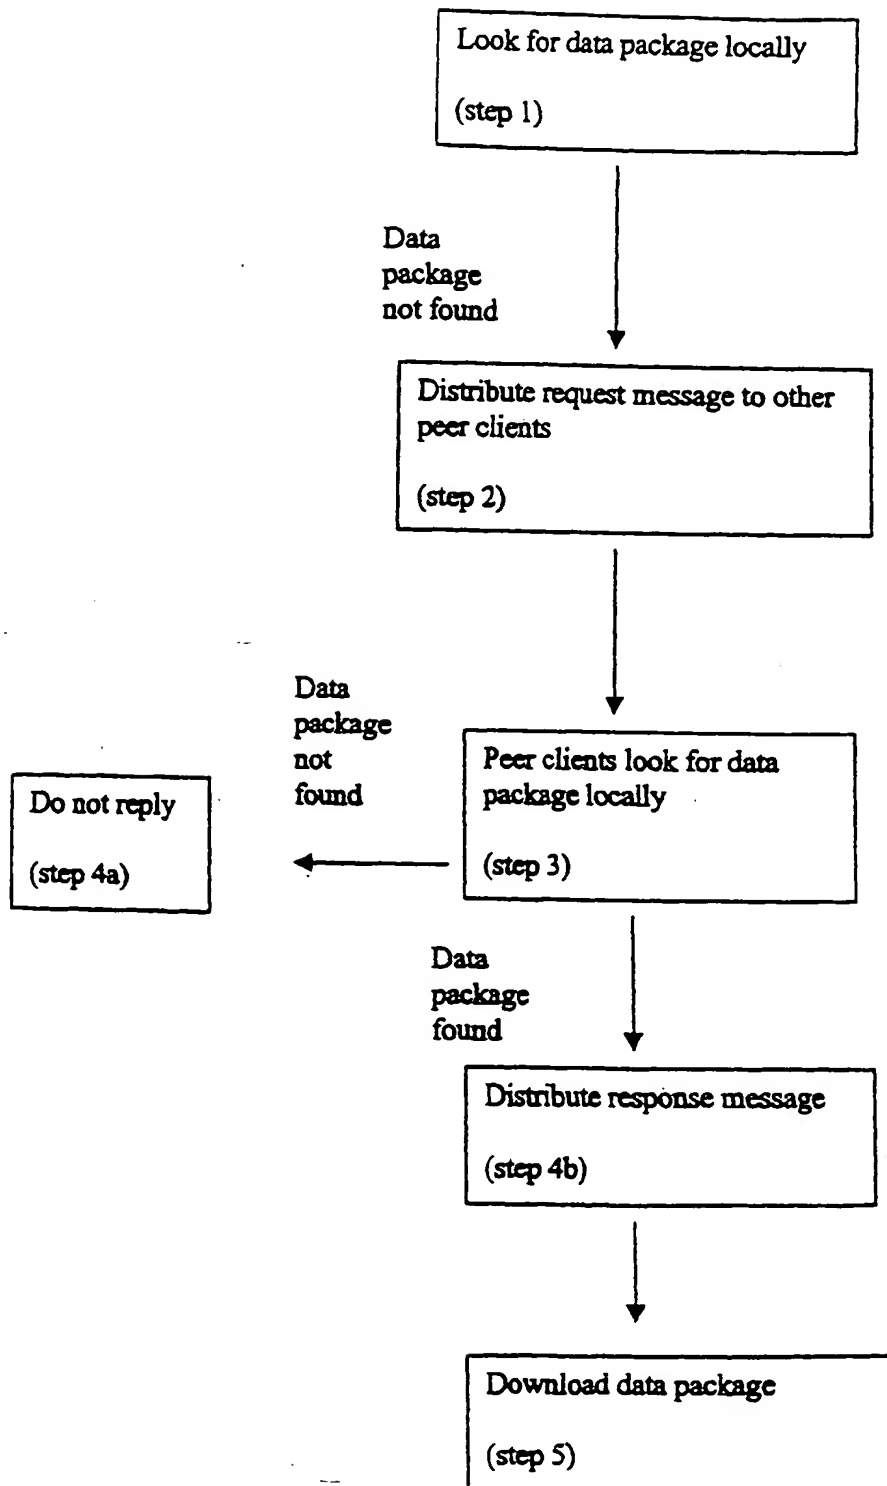 Look for data package locally
(step 1)
Data
package
not found
Distribute request message to other
peer clients
(step 2)
Data
package
not
found
Peer clients look for data
package locally
(step 3)
Do not reply
(step 4a)
Data
package
found
Distribute response message
(step 4b)
Download data package
(step 5)